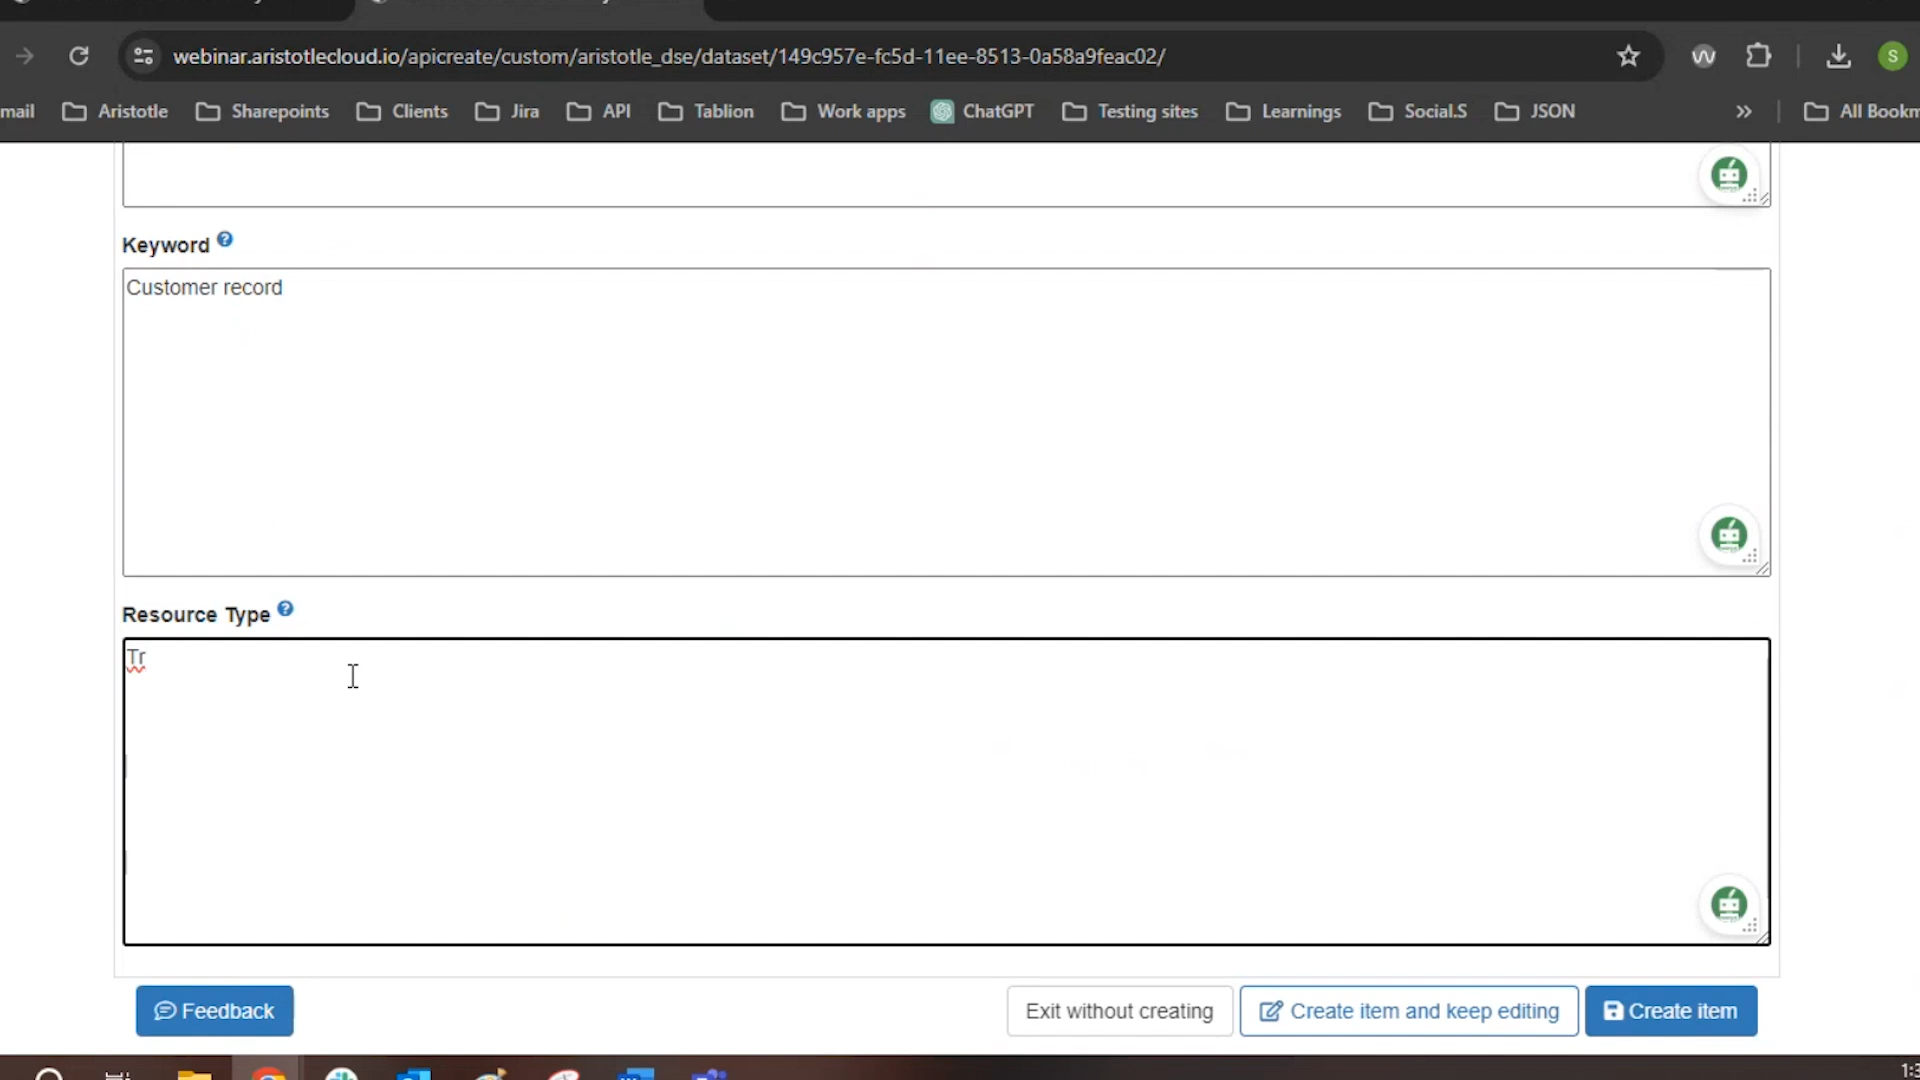 webinar.aristotlecloud.io/apicreate/custom/aristotle_dse/dataset/149c957e-fc5d-11ee-8513-0a58a9feac02/
S
mail Aristotle Sharepoints Clients Jira API Tablion Work apps ChatGPT Testing sites Learnings Social.S JSON » All Bookm
Keyword ?
Customer record
Resource Type ?
Tr
Feedback Exit without creating Create item and keep editing Create item